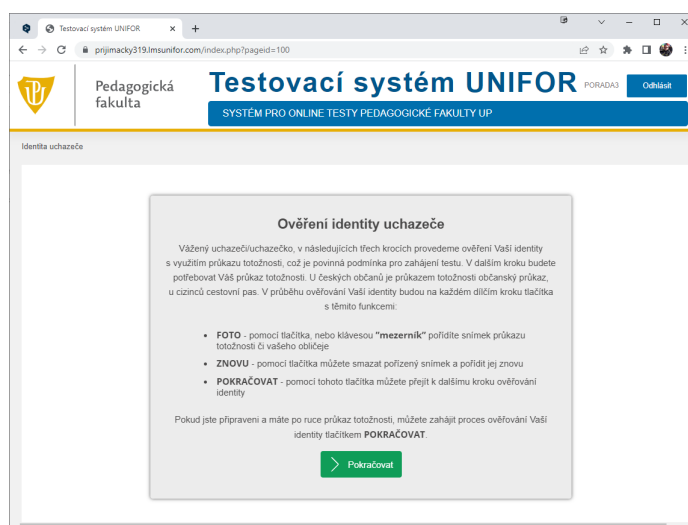 Testovací systém UNIFOR
prijimacky319.lmsunifor.com/index.php?pageid=100
Pedagogická
fakulta
Testovací systém UNIFOR
SYSTÉM PRO ONLINE TESTY PEDAGOGICKÉ FAKULTY UP
PORADA3
Odhlásit
Identita uchazeče
Ověření identity uchazeče
Vážený uchazeči/uchazečko, v následujících třech krocích provedeme ověření Vaší identity
s využitím průkazu totožnosti, což je povinná podmínka pro zahájení testu. V dalším kroku budete
potřebovat Váš průkaz totožnosti. U českých občanů je průkazem totožnosti občanský průkaz,
u cizinců cestovní pas. V průběhu ověřování Vaší identity budou na každém dílčím kroku tlačítka
s těmito funkcemi:
• FOTO - pomocí tlačítka, nebo klávesou "mezerník" pořídíte snímek průkazu
totožnosti či vašeho obličeje
• ZNOVU - pomocí tlačítka můžete smazat pořízený snímek a pořídit jej znovu
• POKRAČOVAT - pomocí tohoto tlačítka můžete přejít k dalšímu kroku ověřování
identity
Pokud jste připraveni a máte po ruce průkaz totožnosti, můžete zahájit proces ověřování Vaší
identity tlačítkem POKRAČOVAT.
Pokračovat